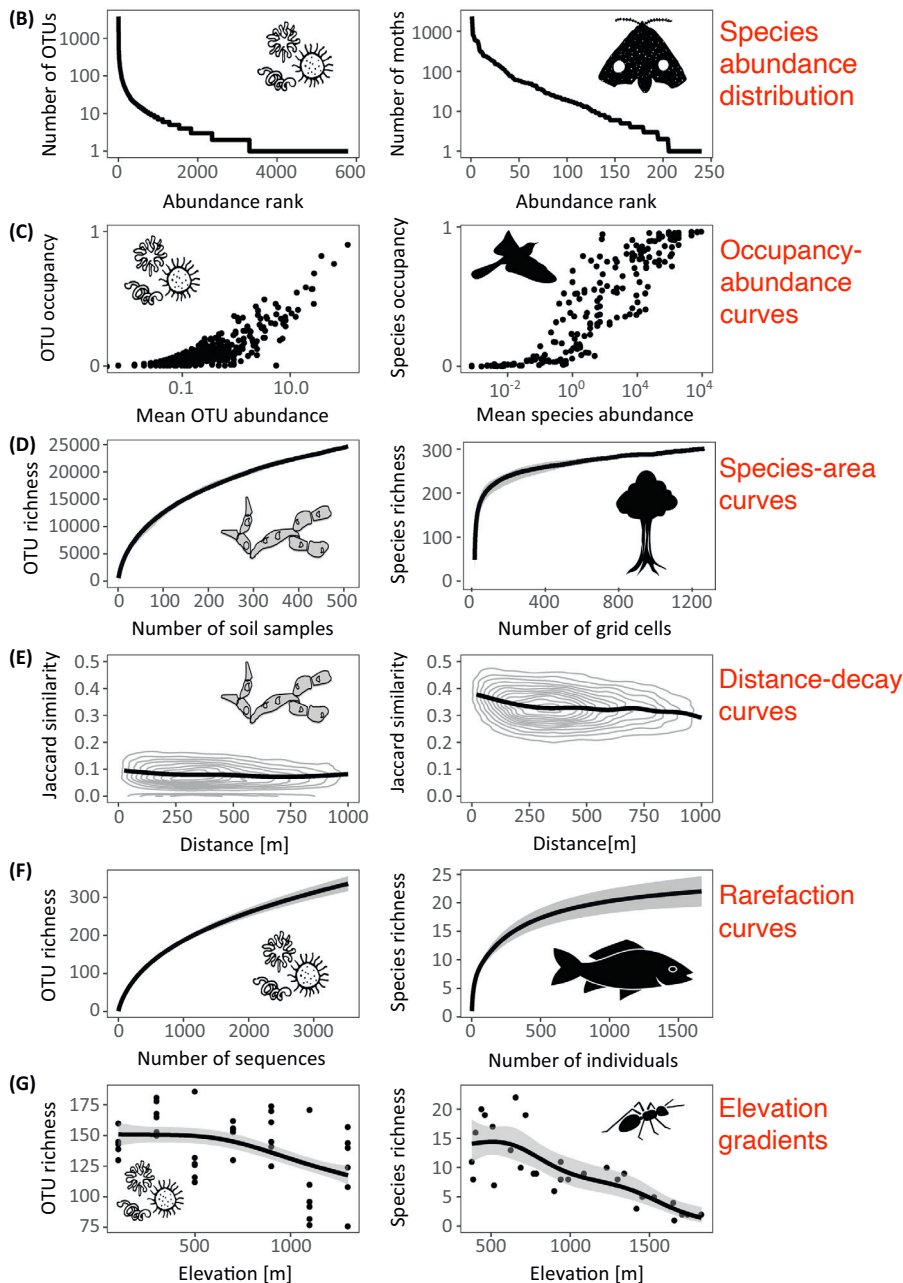 (B)
Number of OTUs
1000
100
10
1
0 2000 4000 600
Abundance rank
Number of moths
1000
100
10
1
0 50 100 150 200 250
Abundance rank
Species
abundance
distribution
(C)
OTU occupancy
1
0
0.1 10.0
Mean OTU abundance
Species occupancy
1
0
10⁻² 10⁰ 10⁴ 10⁴
Mean species abundance
Occupancy-
abundance
curves
(D)
OTU richness
25000
20000
15000
10000
5000
0
0 100 200 300 400 500
Number of soil samples
Species richness
300
200
100
0
0 400 800 1200
Number of grid cells
Species-area
curves
(E)
Jaccard similarity
0.5
0.4
0.3
0.2
0.1
0.0
0 250 500 750 1000
Distance [m]
Jaccard similarity
0.5
0.4
0.3
0.2
0.1
0.0
0 250 500 750 1000
Distance[m]
Distance-decay
curves
(F)
OTU richness
300
200
100
0
0 1000 2000 3000
Number of sequences
Species richness
25
20
15
10
5
0
0 500 1000 1500
Number of individuals
Rarefaction
curves
(G)
OTU richness
175
150
125
100
75
500 1000
Elevation [m]
Species richness
20
15
10
5
0
500 1000 1500
Elevation [m]
Elevation
gradients